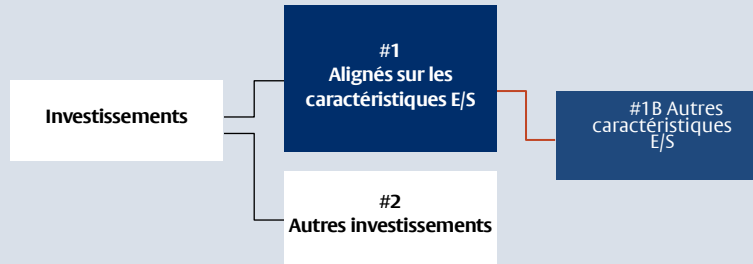 Investissements
#1
Alignés sur les
caractéristiques E/S
#2
Autres investissements
#1B Autres
caractéristiques
E/S